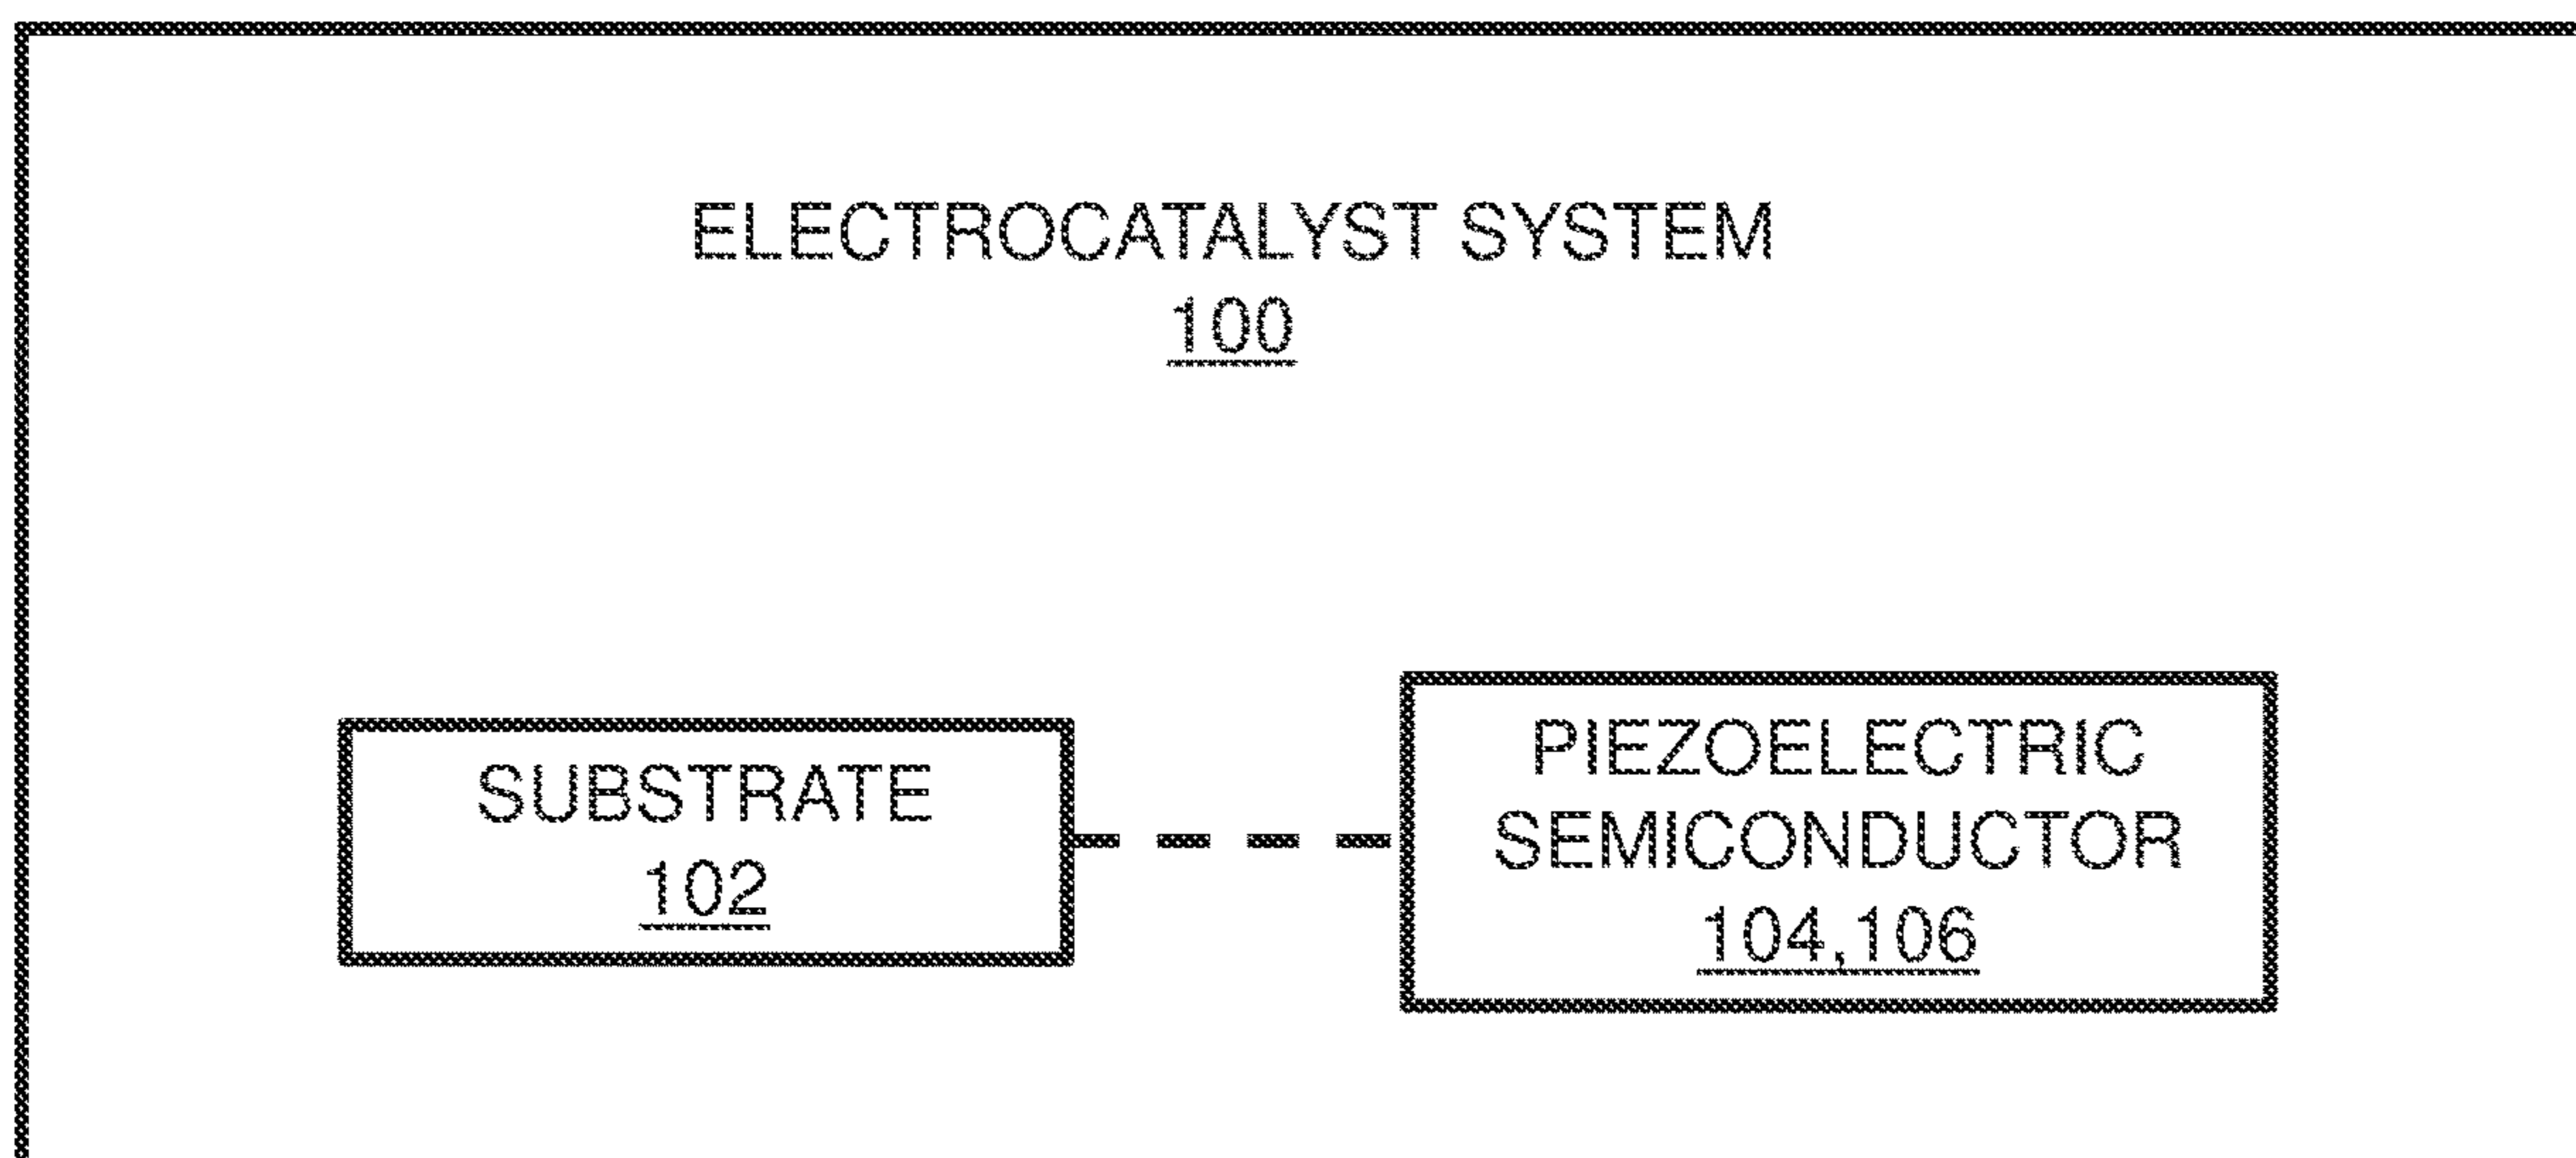 ELECTROCATALYST SYSTEM
100
SUBSTRATE
102
PIEZOELECTRIC
SEMICONDUCTOR
104,106